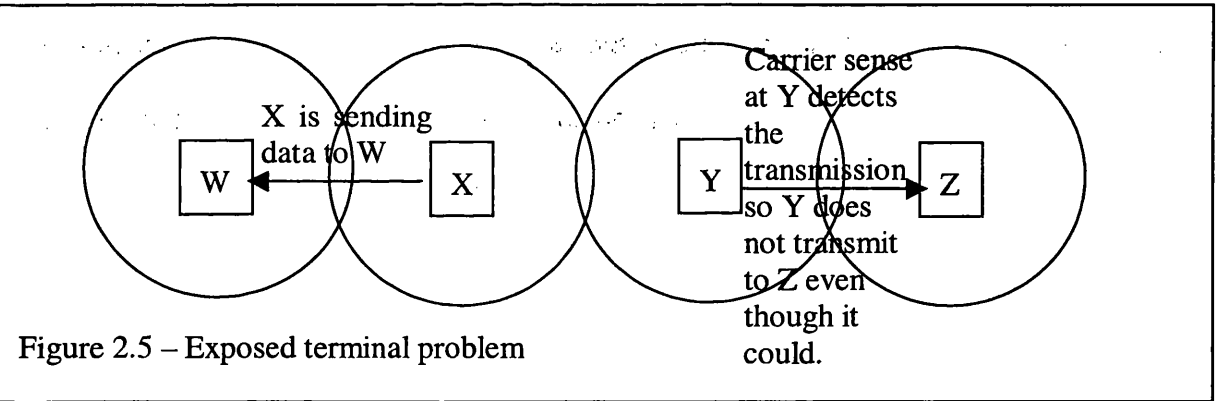 X is sending
data to W
W
X
Y
Carrier sense
at Y detects
the
transmission
so Y does
not transmit
to Z even
though it
could.
Z
Figure 2.5 – Exposed terminal problem